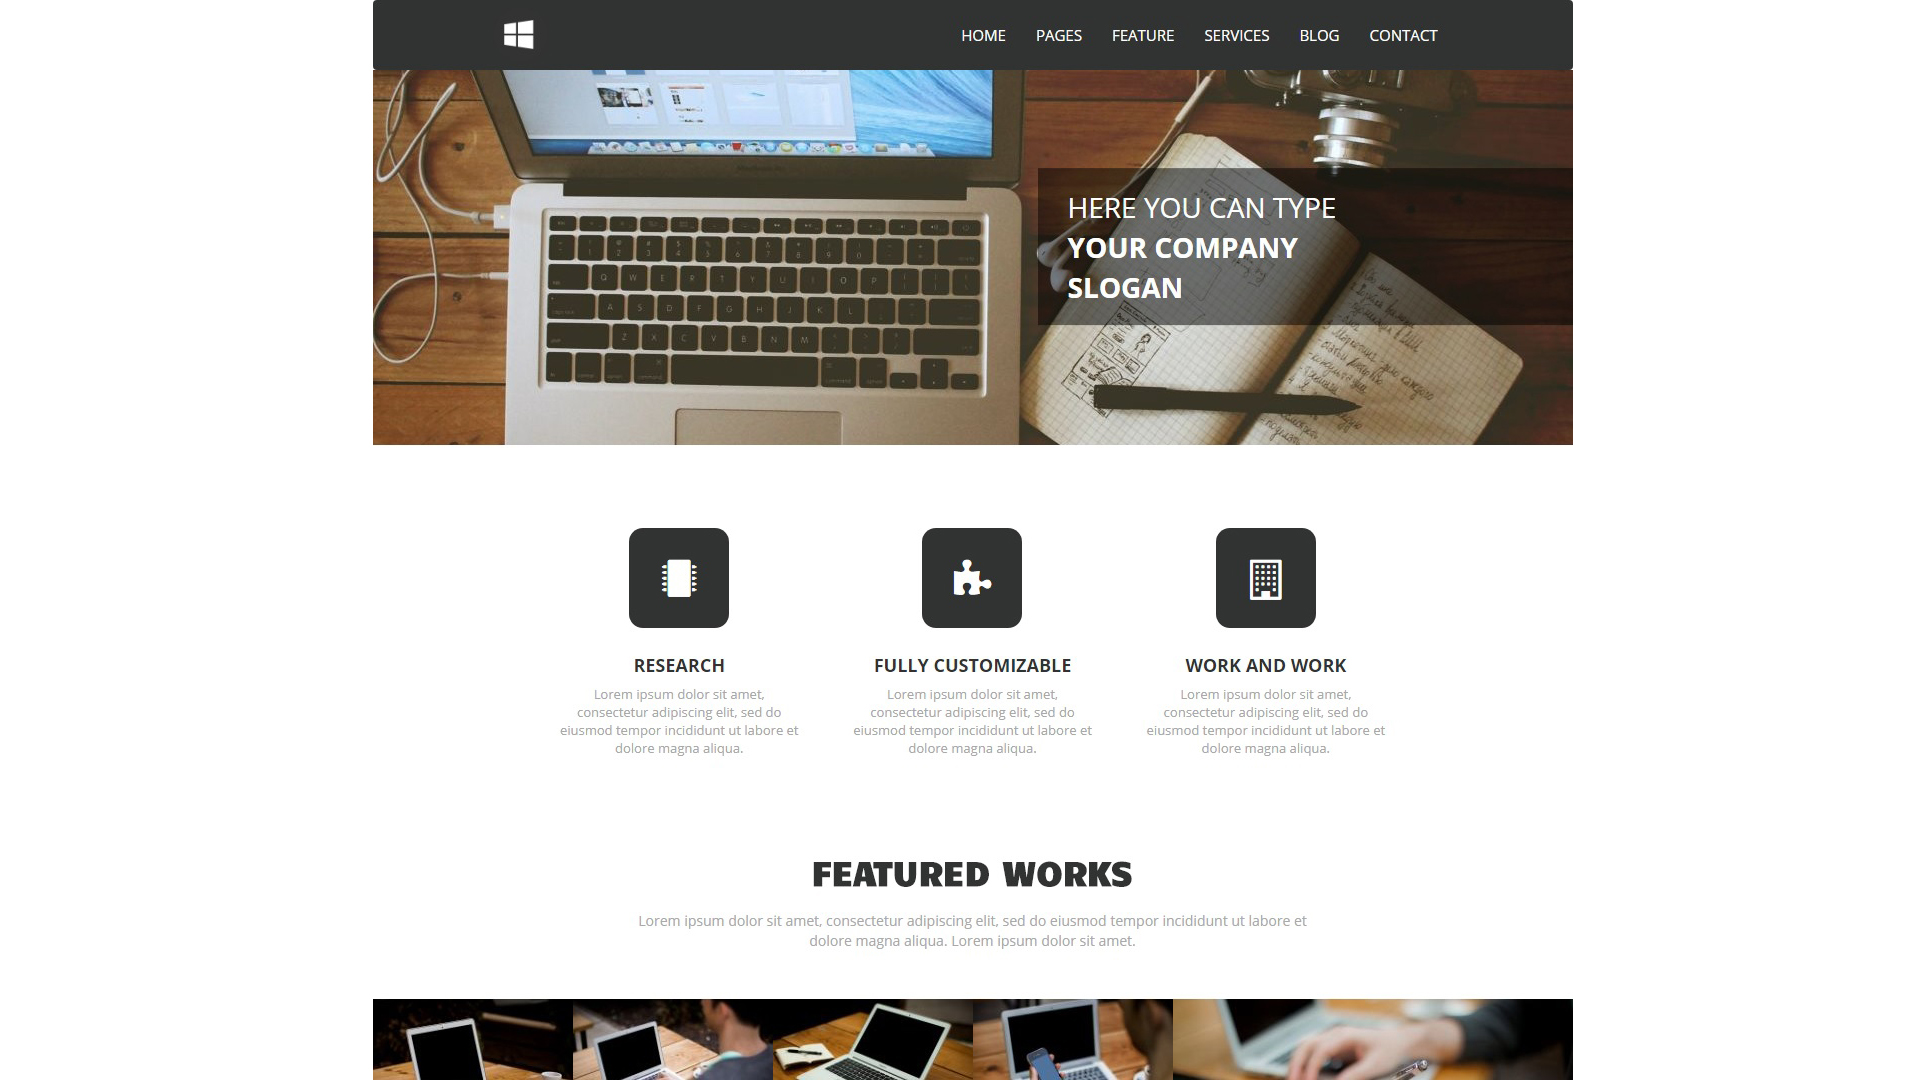 HOME PAGES FEATURE SERVICES BLOG CONTACT
HERE YOU CAN TYPE
YOUR COMPANY
SLOGAN
RESEARCH
Lorem ipsum dolor sit amet,
consectetur adipiscing elit, sed do
eiusmod tempor incididunt ut labore et
dolore magna aliqua.
FULLY CUSTOMIZABLE
Lorem ipsum dolor sit amet,
consectetur adipiscing elit, sed do
eiusmod tempor incididunt ut labore et
dolore magna aliqua.
WORK AND WORK
Lorem ipsum dolor sit amet,
consectetur adipiscing elit, sed do
eiusmod tempor incididunt ut labore et
dolore magna aliqua.
FEATURED WORKS
Lorem ipsum dolor sit amet, consectetur adipiscing elit, sed do eiusmod tempor incididunt ut labore et
dolore magna aliqua. Lorem ipsum dolor sit amet.